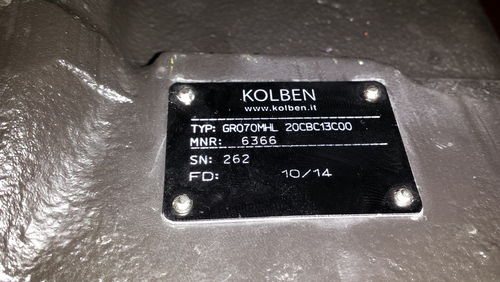 KOLBEN
www.kolben.it
TYP: GR070MHL 20CBC13C00
MNR: 6366
SN: 262
FD: 10/14